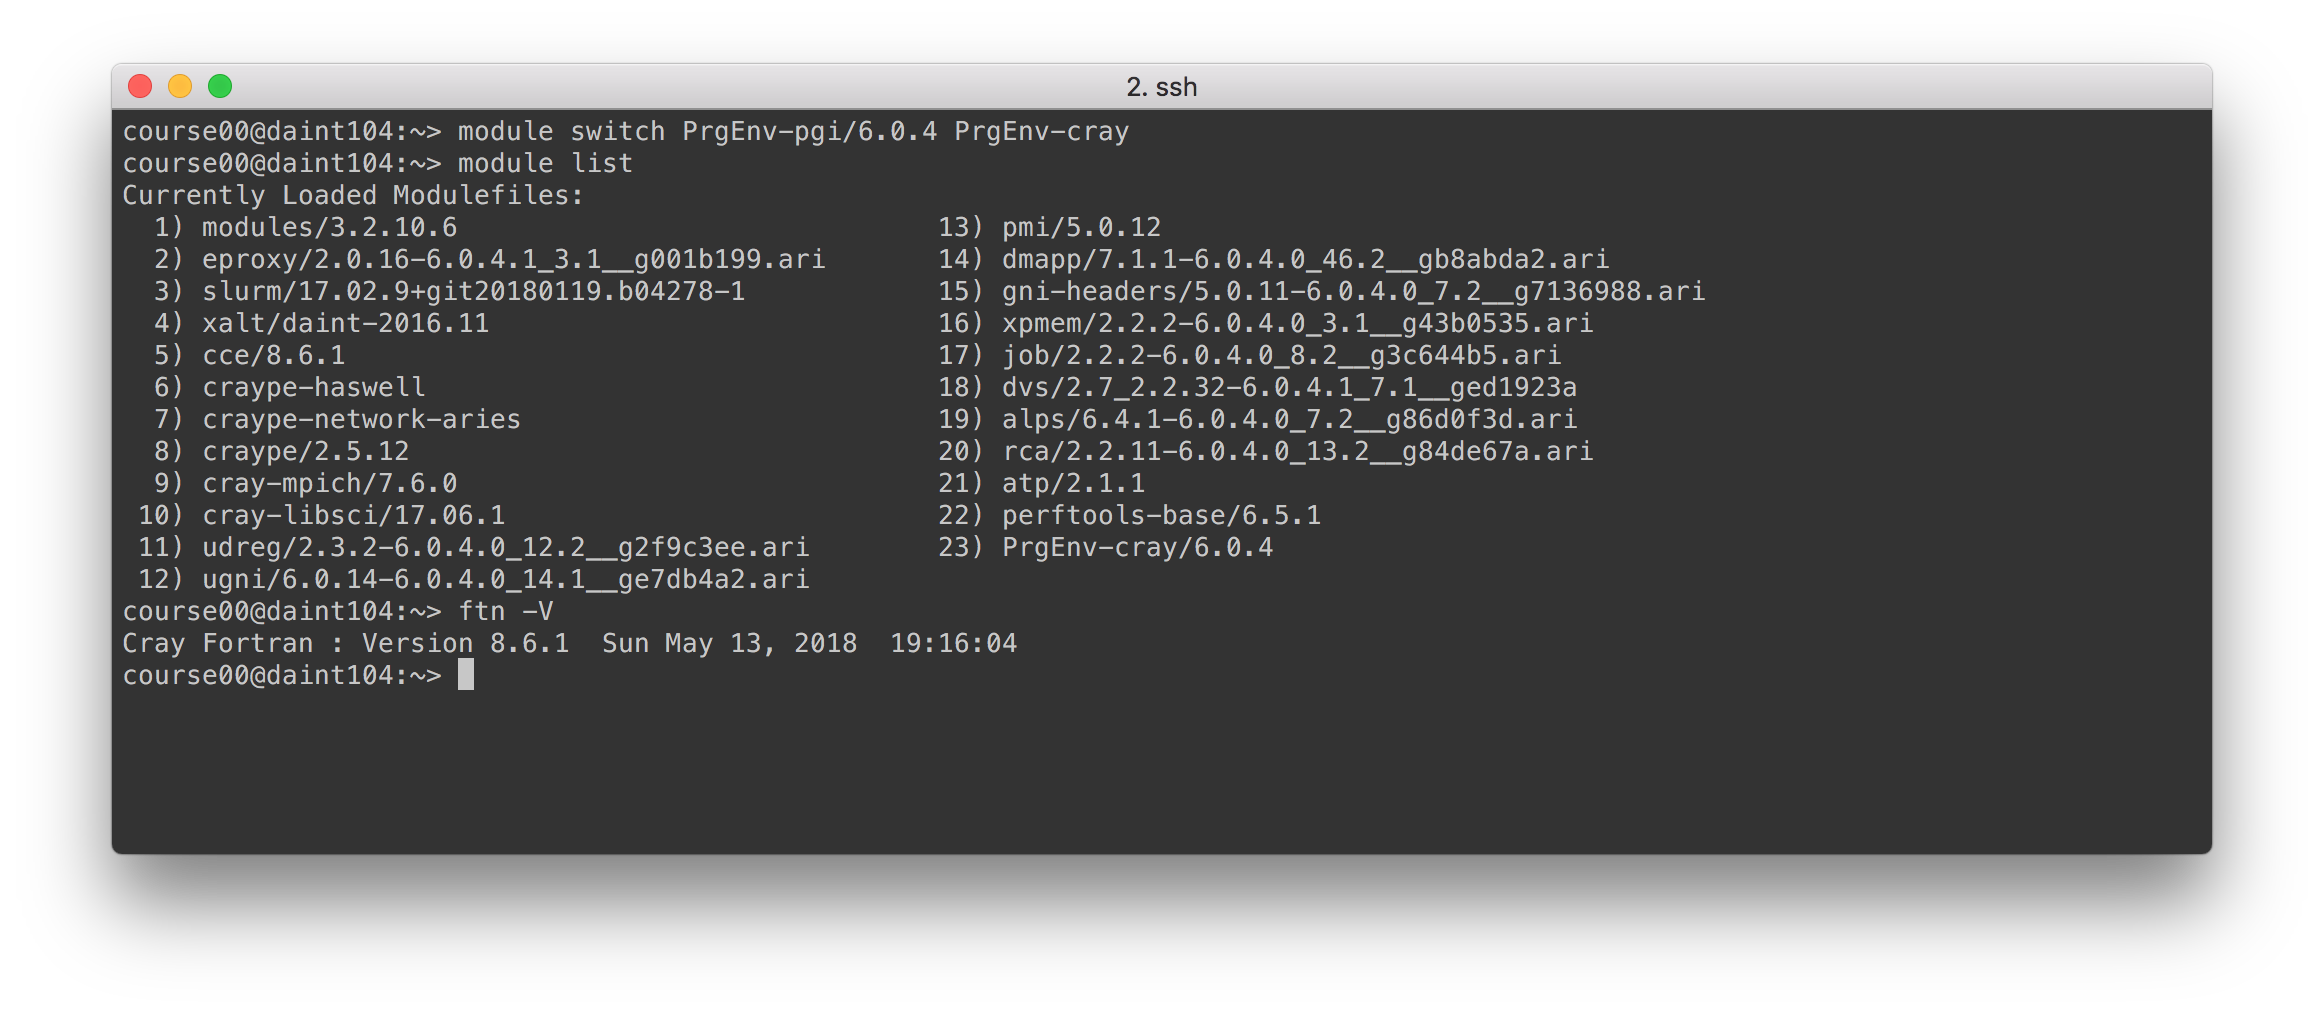 2. ssh
course00@daint104:~> module switch PrgEnv-pgi/6.0.4 PrgEnv-cray
course00@daint104:~> module list
Currently Loaded Modulefiles:
  1) modules/3.2.10.6                              13) pmi/5.0.12
  2) eproxy/2.0.16-6.0.4.1_3.1__g001b199.ari       14) dmapp/7.1.1-6.0.4.0_46.2__gb8abda2.ari
  3) slurm/17.02.9+git20180119.b04278-1            15) gni-headers/5.0.11-6.0.4.0_7.2__g7136988.ari
  4) xalt/daint-2016.11                            16) xpmem/2.2.2-6.0.4.0_3.1__g43b0535.ari
  5) cce/8.6.1                                     17) job/2.2.2-6.0.4.0_8.2__g3c644b5.ari
  6) craype-haswell                                18) dvs/2.7_2.2.32-6.0.4.1_7.1__ged1923a
  7) craype-network-aries                          19) alps/6.4.1-6.0.4.0_7.2__g86d0f3d.ari
  8) craype/2.5.12                                 20) rca/2.2.11-6.0.4.0_13.2__g84de67a.ari
  9) cray-mpich/7.6.0                              21) atp/2.1.1
 10) cray-libsci/17.06.1                           22) perftools-base/6.5.1
 11) udreg/2.3.2-6.0.4.0_12.2__g2f9c3ee.ari        23) PrgEnv-cray/6.0.4
 12) ugni/6.0.14-6.0.4.0_14.1__ge7db4a2.ari
course00@daint104:~> ftn -V
Cray Fortran : Version 8.6.1  Sun May 13, 2018  19:16:04
course00@daint104:~>